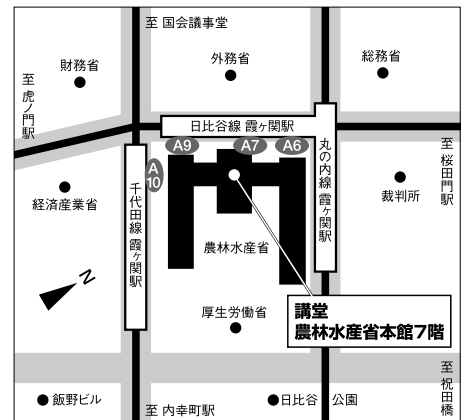 至 国会議事堂
財務省
外務省
総務省
至 虎ノ門駅
日比谷線 霞ヶ関駅
A9
A7
A6
A10
千代田線 霞ヶ関駅
丸の内線 霞ヶ関駅
至 桜田門駅
経済産業省
裁判所
農林水産省
N
厚生労働省
講堂
農林水産省本館7階
至 祝田橋
飯野ビル
至 内幸町駅
日比谷 公園